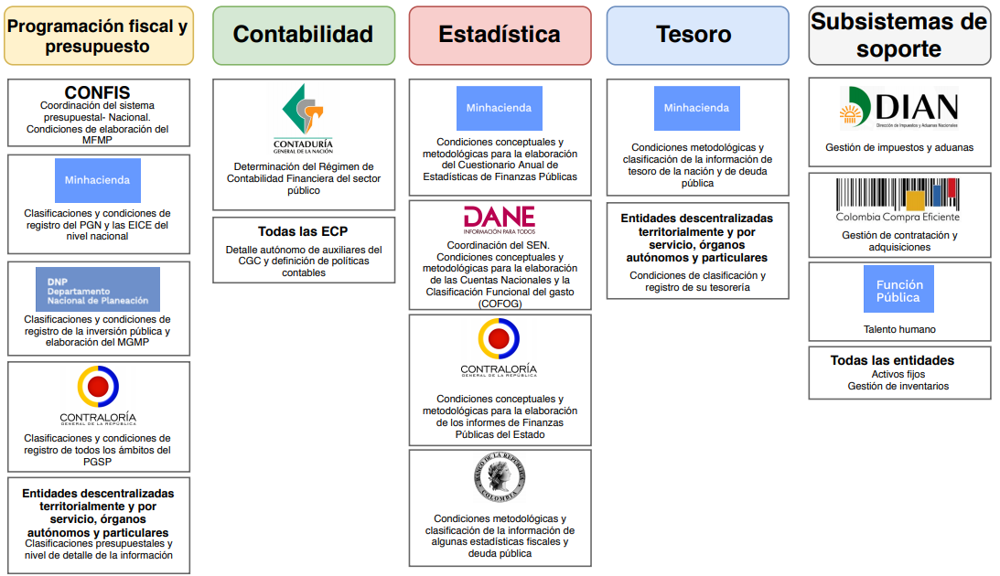 Programación fiscal y
presupuesto
CONFIS
Coordinación del sistema
presupuestal- Nacional.
Condiciones de elaboración del
MFMP
Minhacienda
Clasificaciones y condiciones de
registro del PGN y las EICE del
nivel nacional
DNP
Departamento
Nacional de Planeación
Clasificaciones y condiciones de
registro de la inversión pública y
elaboración del MGMP
CONTRALORÍA
GENERAL DE LA REPÚBLICA
Clasificaciones y condiciones de
registro de todos los ámbitos del
PGSP
Entidades descentralizadas
territorialmente y por
servicio, órganos
autónomos y particulares
Clasificaciones presupuestales y
nivel de detalle de la información
Contabilidad
CONTADURÍA
GENERAL DE LA NACIÓN
Determinación del Régimen de
Contabilidad Financiera del sector
público
Todas las ECP
Detalle autónomo de auxiliares del
CGC y definición de políticas
contables
Estadística
Minhacienda
Condiciones conceptuales y
metodológicas para la elaboración
del Cuestionario Anual de
Estadísticas de Finanzas Públicas
DANE
INFORMACIÓN PARA TODOS
Coordinación del SEN.
Condiciones conceptuales y
metodológicas para la elaboración
de las Cuentas Nacionales y la
Clasificación Funcional del gasto
(COFOG)
CONTRALORÍA
GENERAL DE LA REPÚBLICA
Condiciones conceptuales y
metodológicas para la elaboración
de los informes de Finanzas
Públicas del Estado
BANCO DE LA REPÚBLICA
COLOMBIA
Condiciones metodológicas y
clasificación de la información de
algunas estadísticas fiscales y
deuda pública
Tesoro
Minhacienda
Condiciones metodológicas y
clasificación de la información de
tesoro de la nación y de deuda
pública
Entidades descentralizadas
territorialmente y por
servicio, órganos
autónomos y particulares
Condiciones de clasificación y
registro de su tesorería
Subsistemas de
soporte
DIAN
Dirección de Impuestos y Aduanas Nacionales
Gestión de impuestos y aduanas
Colombia Compra Eficiente
Gestión de contratación y
adquisiciones
Función
Pública
Talento humano
Todas las entidades
Activos fijos
Gestión de inventarios